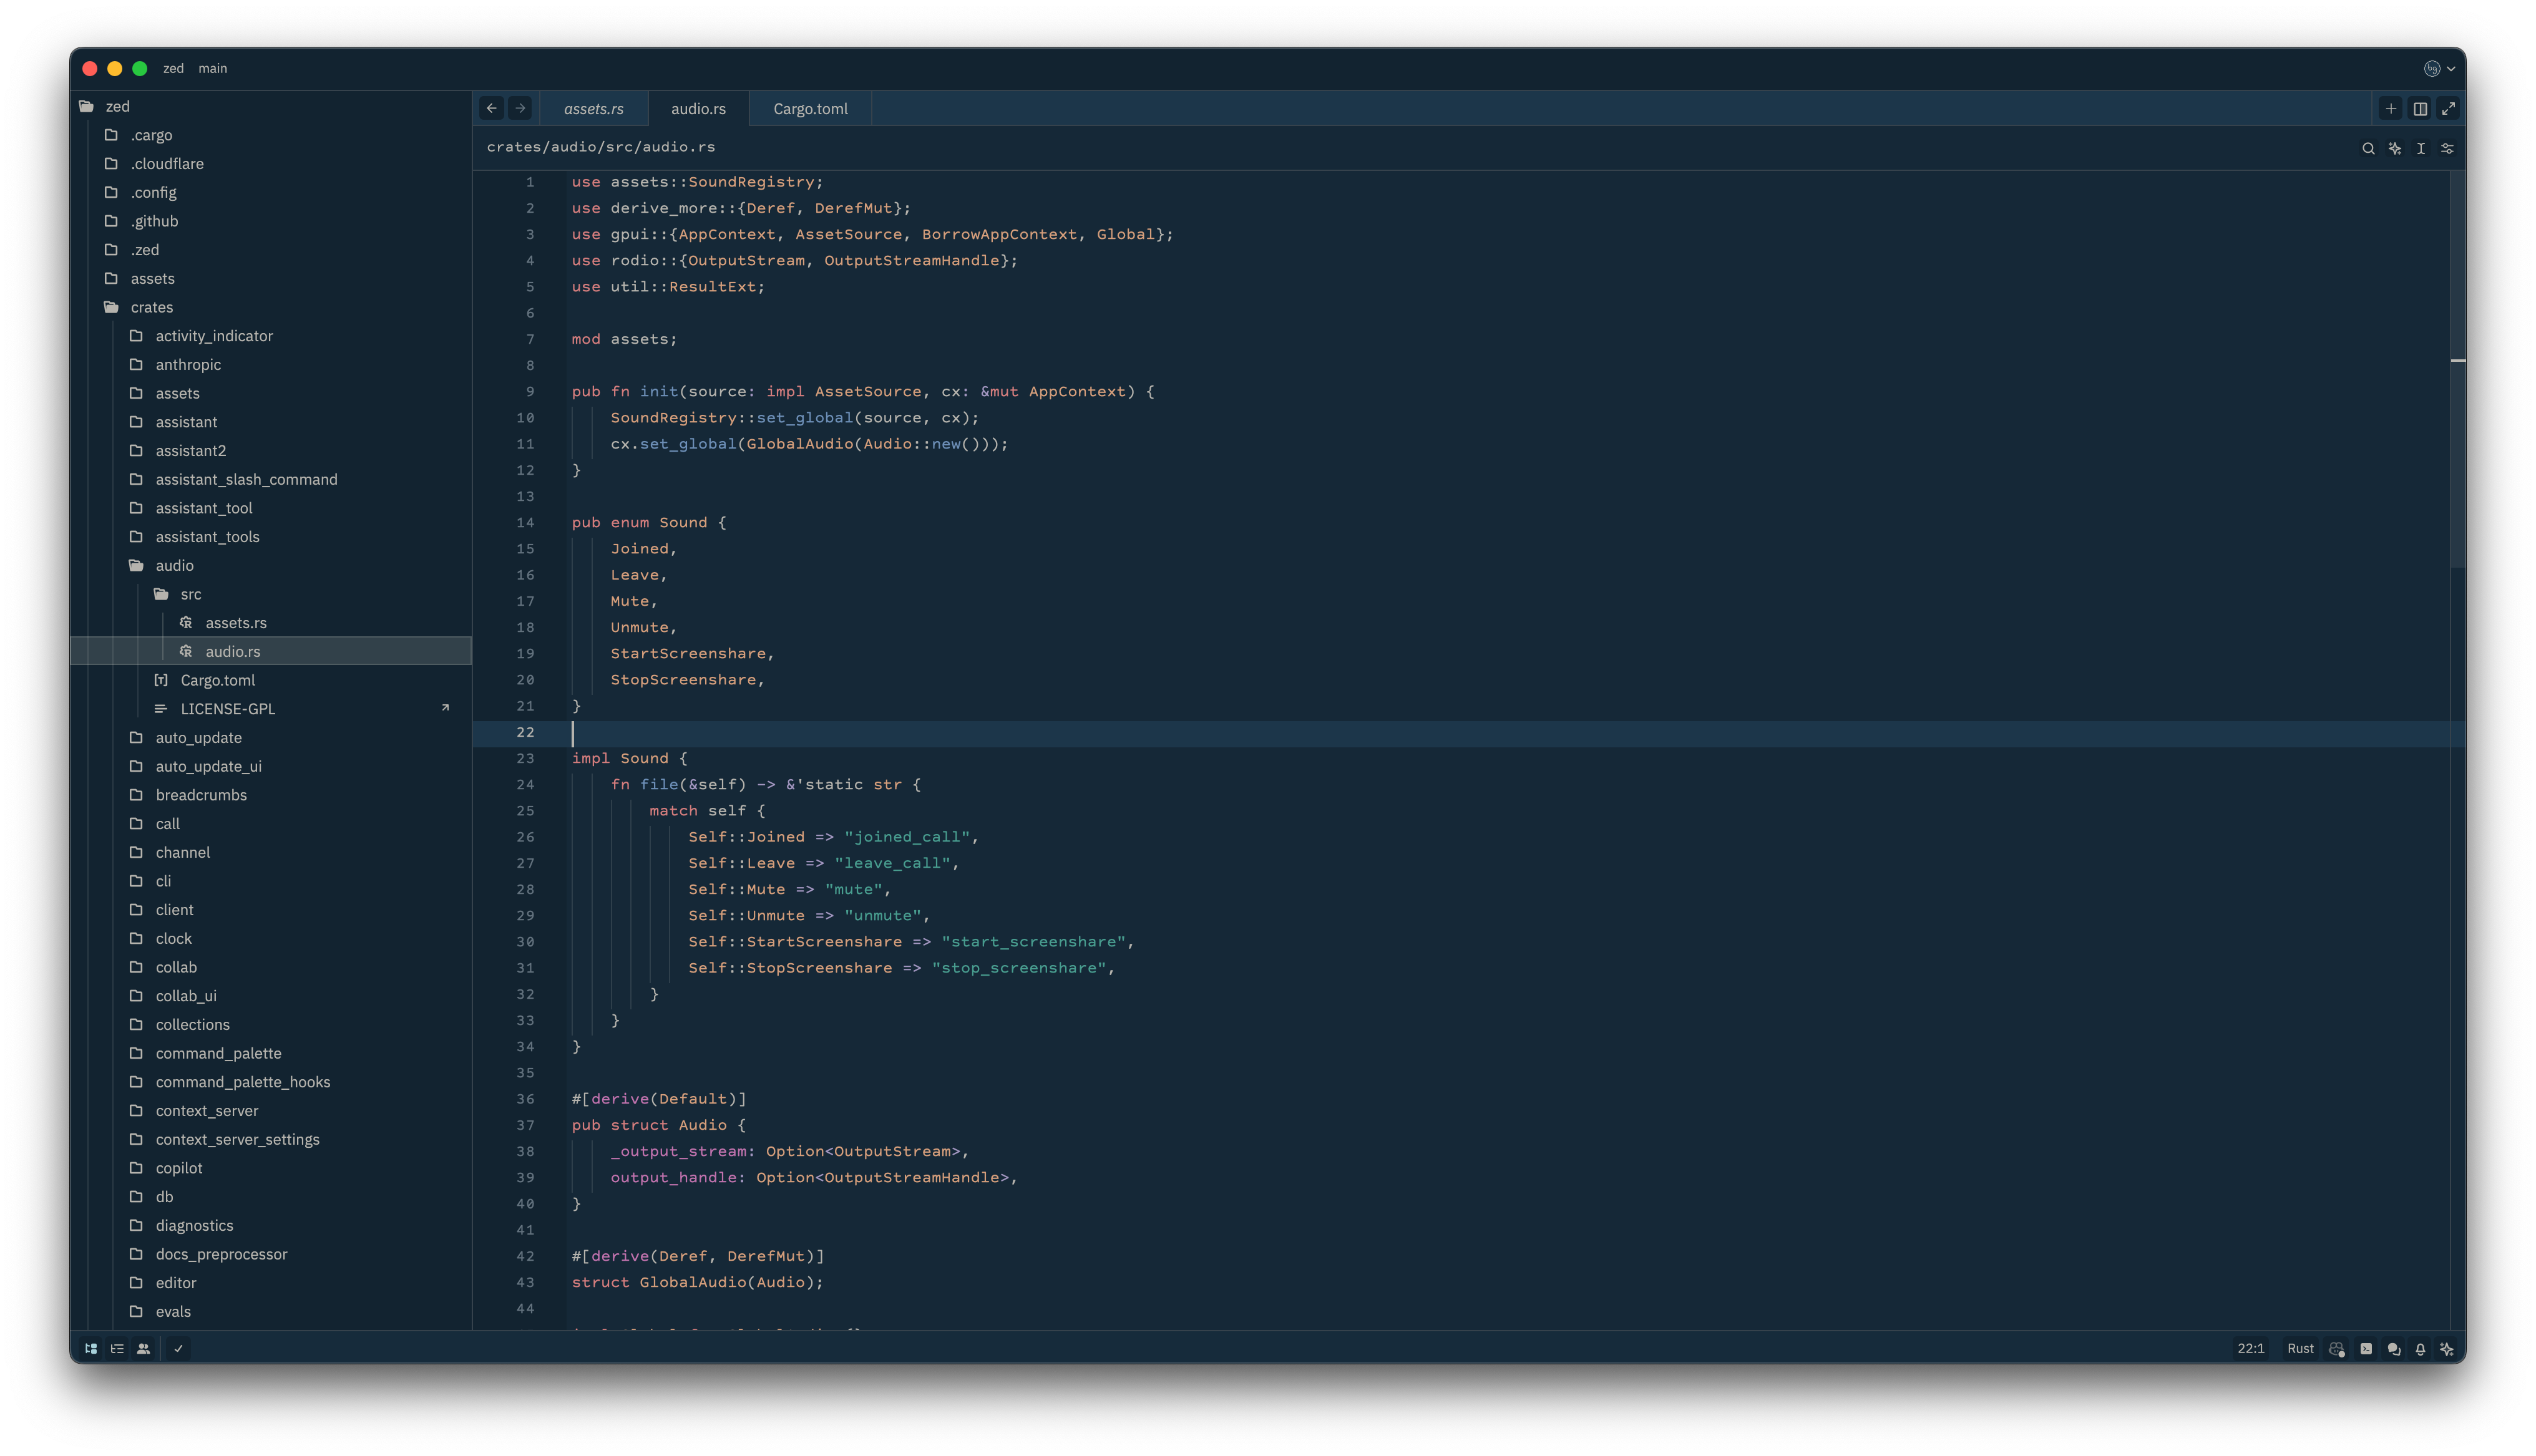 zed main
zed
.cargo
.cloudflare
.config
.github
.zed
assets
crates
activity_indicator
anthropic
assets
assistant
assistant2
assistant_slash_command
assistant_tool
assistant_tools
audio
src
assets.rs
audio.rs
Cargo.toml
LICENSE-GPL
auto_update
auto_update_ui
breadcrumbs
call
channel
cli
client
clock
collab
collab_ui
collections
command_palette
command_palette_hooks
context_server
context_server_settings
copilot
db
diagnostics
docs_preprocessor
editor
evals
assets.rs audio.rs Cargo.toml
crates/audio/src/audio.rs
1 use assets::SoundRegistry;
2 use derive_more::{Deref, DerefMut};
3 use gpui::{AppContext, AssetSource, BorrowAppContext, Global};
4 use rodio::{OutputStream, OutputStreamHandle};
5 use util::ResultExt;
6
7 mod assets;
8
9 pub fn init(source: impl AssetSource, cx: &mut AppContext) {
10     SoundRegistry::set_global(source, cx);
11     cx.set_global(GlobalAudio(Audio::new()));
12 }
13
14 pub enum Sound {
15     Joined,
16     Leave,
17     Mute,
18     Unmute,
19     StartScreenshare,
20     StopScreenshare,
21 }
22
23 impl Sound {
24     fn file(&self) -> &'static str {
25         match self {
26             Self::Joined => "joined_call",
27             Self::Leave => "leave_call",
28             Self::Mute => "mute",
29             Self::Unmute => "unmute",
30             Self::StartScreenshare => "start_screenshare",
31             Self::StopScreenshare => "stop_screenshare",
32         }
33     }
34 }
35
36 #[derive(Default)]
37 pub struct Audio {
38     _output_stream: Option<OutputStream>,
39     output_handle: Option<OutputStreamHandle>,
40 }
41
42 #[derive(Deref, DerefMut)]
43 struct GlobalAudio(Audio);
44
22:1 Rust